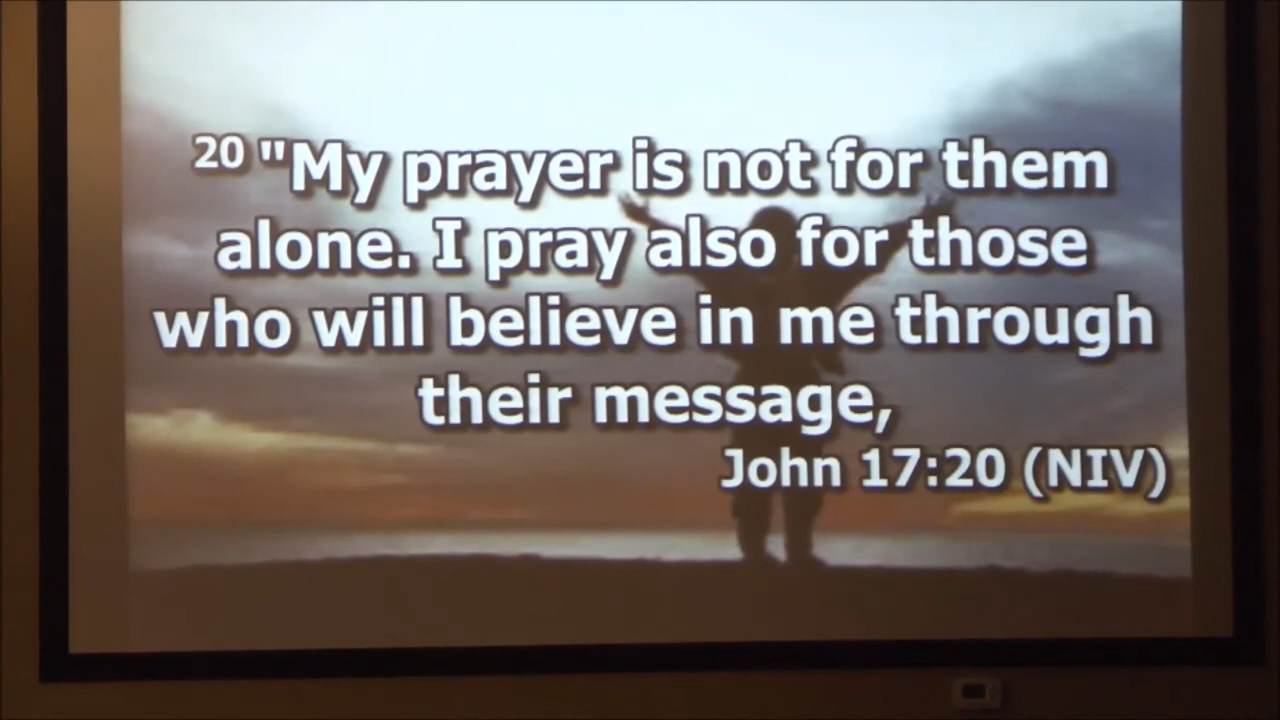 20 "My prayer is not for them
alone. I pray also for those
who will believe in me through
their message,
John 17:20 (NIV)